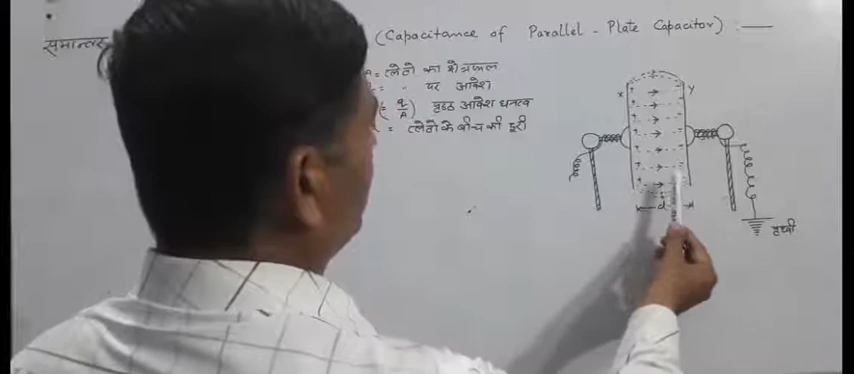 समान्तर (Capacitance of Parallel-Plate Capacitor) :—
= प्लेटों का क्षेत्रफल
= " पर आवेश
(= q/A) पृष्ठ आवेश घनत्व
= प्लेटों के बीच की दूरी
x y
d
पृथ्वी